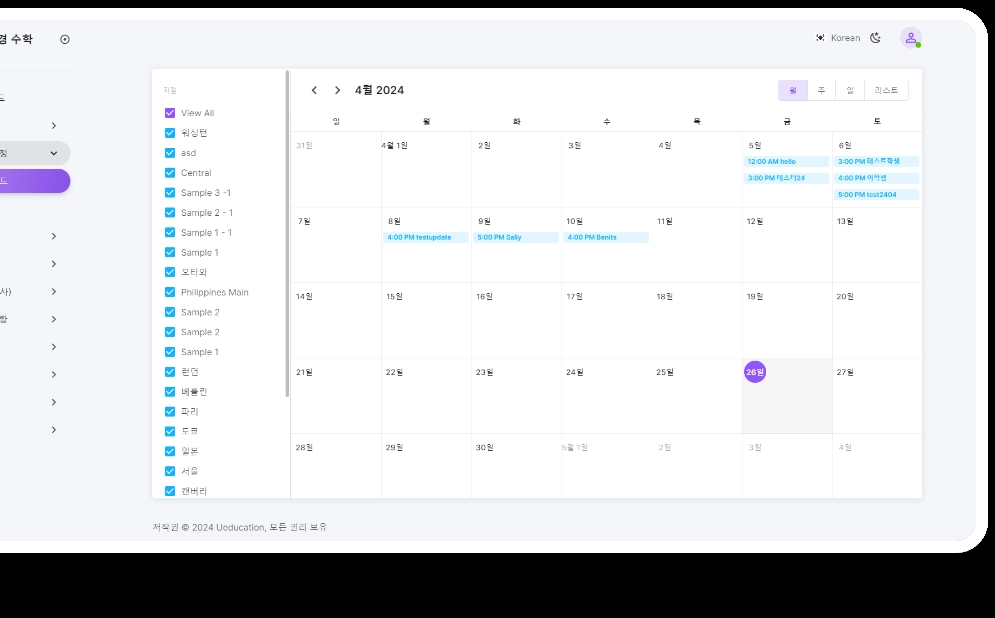 경 수학
Korean
드
지점
View All
워싱턴
asd
Central
Sample 3 -1
Sample 2 - 1
Sample 1 - 1
Sample 1
오타와
Philippines Main
Sample 2
Sample 2
Sample 1
런던
베를린
파리
도쿄
일본
서울
캔버라
4월 2024
월 주 일 리스트
일 월 화 수 목 금 토
31일 4월 1일 2일 3일 4일 5일 6일
12:00 AM hello
3:00 PM 테스터24
3:00 PM 테스트학생
4:00 PM 이학생
5:00 PM test2404
7일 8일 9일 10일 11일 12일 13일
4:00 PM testupdate
5:00 PM Sally
4:00 PM Benits
14일 15일 16일 17일 18일 19일 20일
21일 22일 23일 24일 25일 26일 27일
28일 29일 30일 5월 1일 2일 3일 4일
정
드
사)
합
저작권 © 2024 Ueducation, 모든 권리 보유